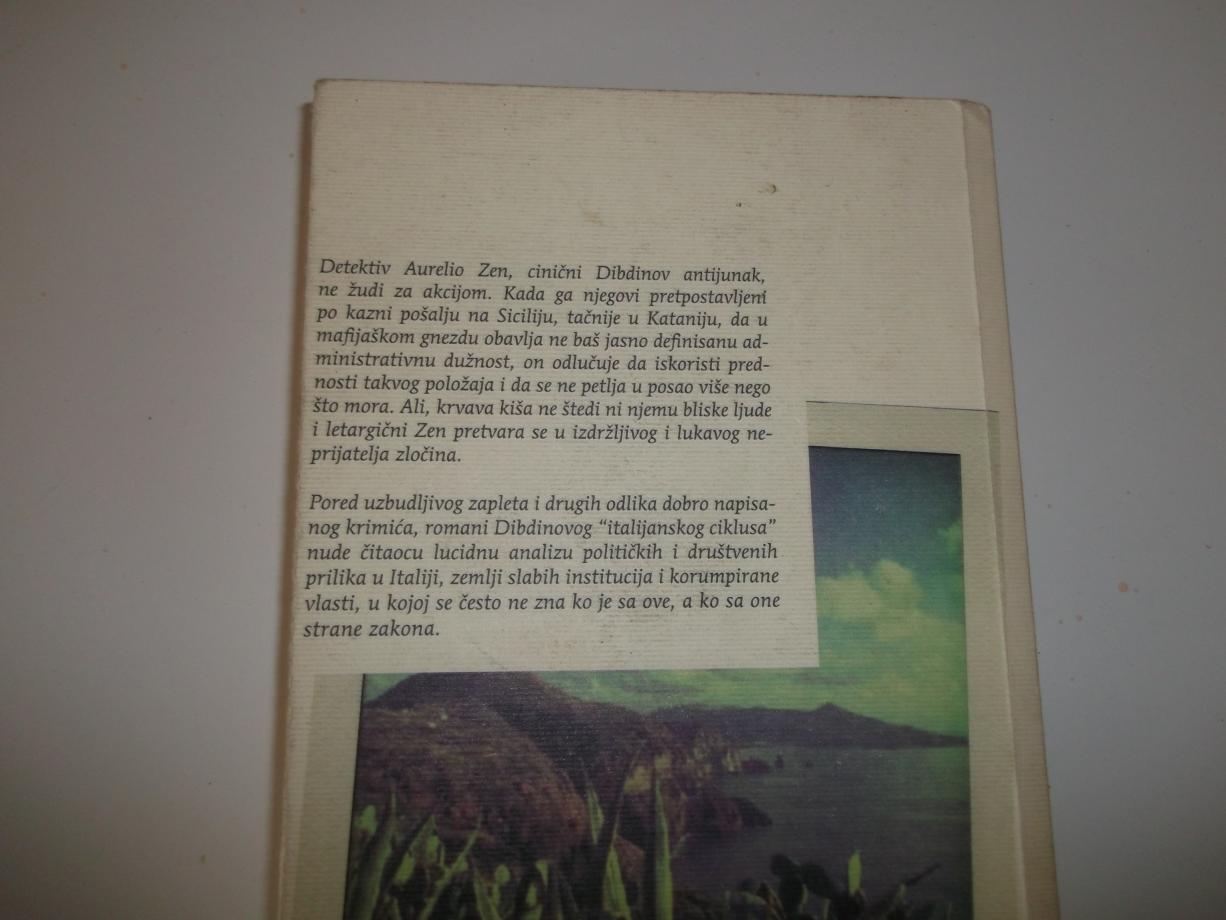 Detektiv Aurelio Zen, cinični Dibdinov antijunak,
ne žudi za akcijom. Kada ga njegovi pretpostavljeni
po kazni pošalju na Siciliju, tačnije u Kataniju, da u
mafijaškom gnezdu obavlja ne baš jasno definisanu ad-
ministrativnu dužnost, on odlučuje da iskoristi pred-
nosti takvog položaja i da se ne petlja u posao više nego
što mora. Ali, krvava kiša ne štedi ni njemu bliske ljude
i letargični Zen pretvara se u izdržljivog i lukavog ne-
prijatelja zločina.
Pored uzbudljivog zapleta i drugih odlika dobro napisa-
nog krimića, romani Dibdinovog “italijanskog ciklusa”
nude čitaocu lucidnu analizu političkih i društvenih
prilika u Italiji, zemlji slabih institucija i korumpirane
vlasti, u kojoj se često ne zna ko je sa ove, a ko sa one
strane zakona.